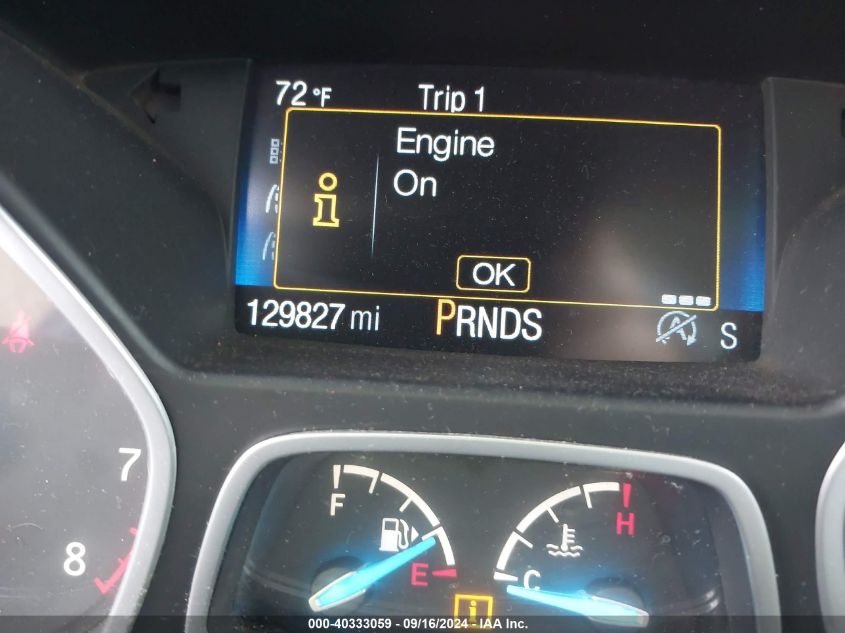 72 °F Trip 1
Engine
On
OK
129827 mi PRNDS A S
7
8
F
E
H
C
i
000-40333059 - 09/16/2024 - IAA Inc.